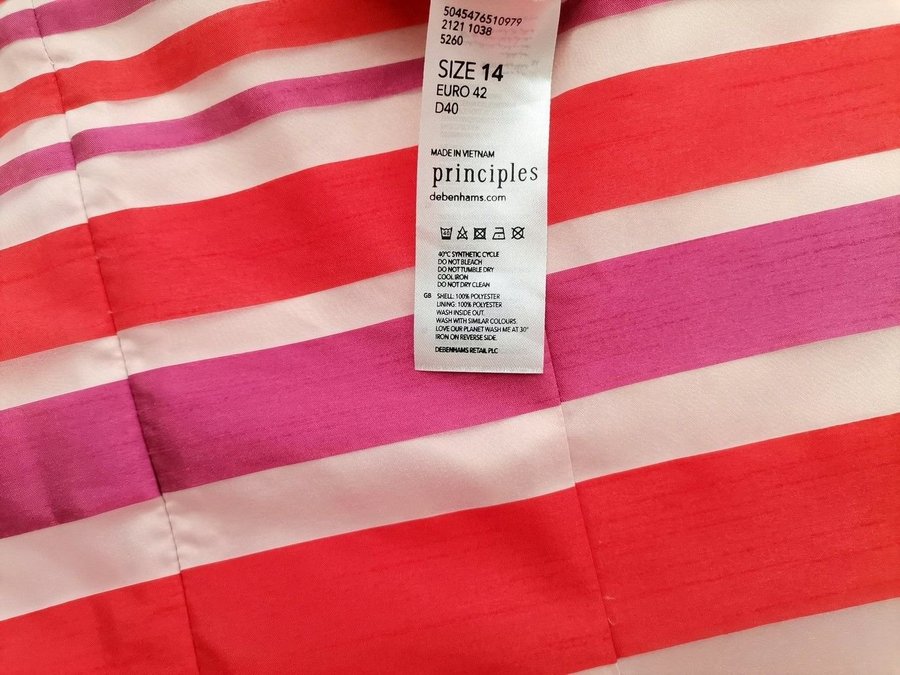 5045476510979
2121 1038
5260
SIZE 14
EURO 42
D40
MADE IN VIETNAM
principles
debenhams.com
40°C SYNTHETIC CYCLE
DO NOT BLEACH
DO NOT TUMBLE DRY
COOL IRON
DO NOT DRY CLEAN
GB SHELL: 100% POLYESTER
LINING: 100% POLYESTER
WASH INSIDE OUT.
WASH WITH SIMILAR COLOURS.
LOVE OUR PLANET WASH ME AT 30°
IRON ON REVERSE SIDE.
DEBENHAMS RETAIL PLC